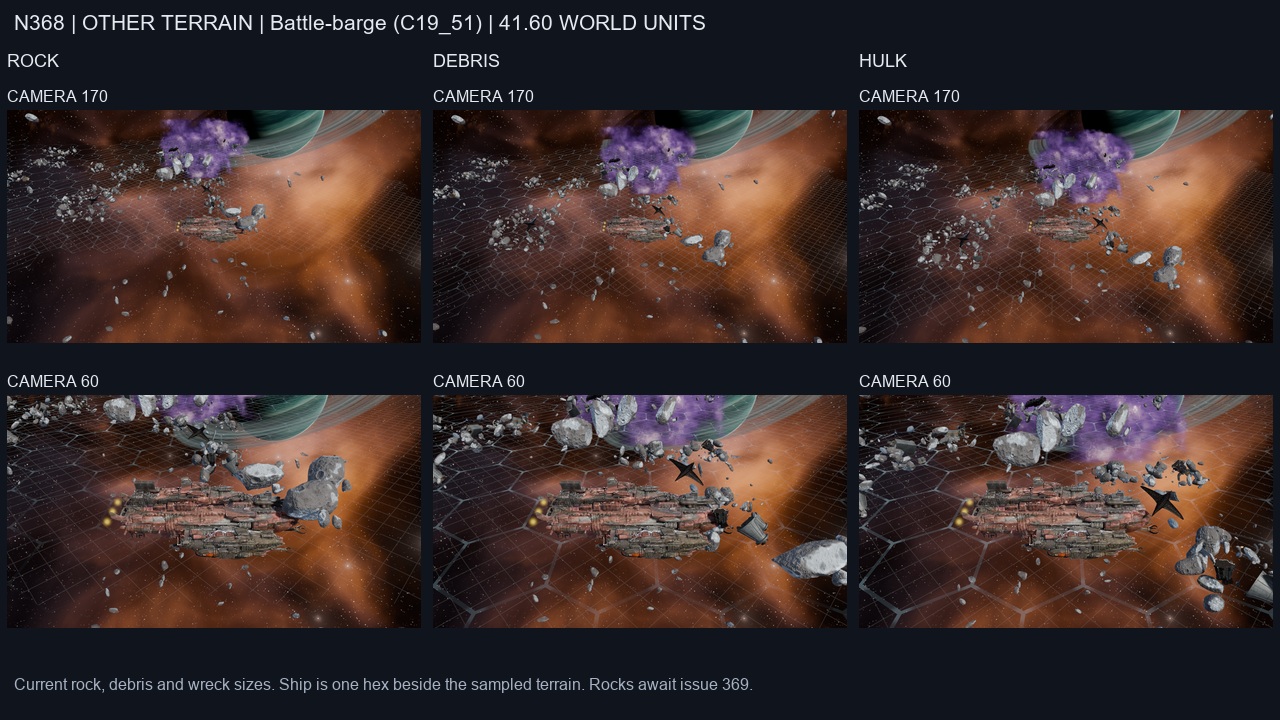 N368 | OTHER TERRAIN | Battle-barge (C19_51) | 41.60 WORLD UNITS
ROCK
DEBRIS
HULK
CAMERA 170
CAMERA 170
CAMERA 170
CAMERA 60
CAMERA 60
CAMERA 60
Current rock, debris and wreck sizes. Ship is one hex beside the sampled terrain. Rocks await issue 369.